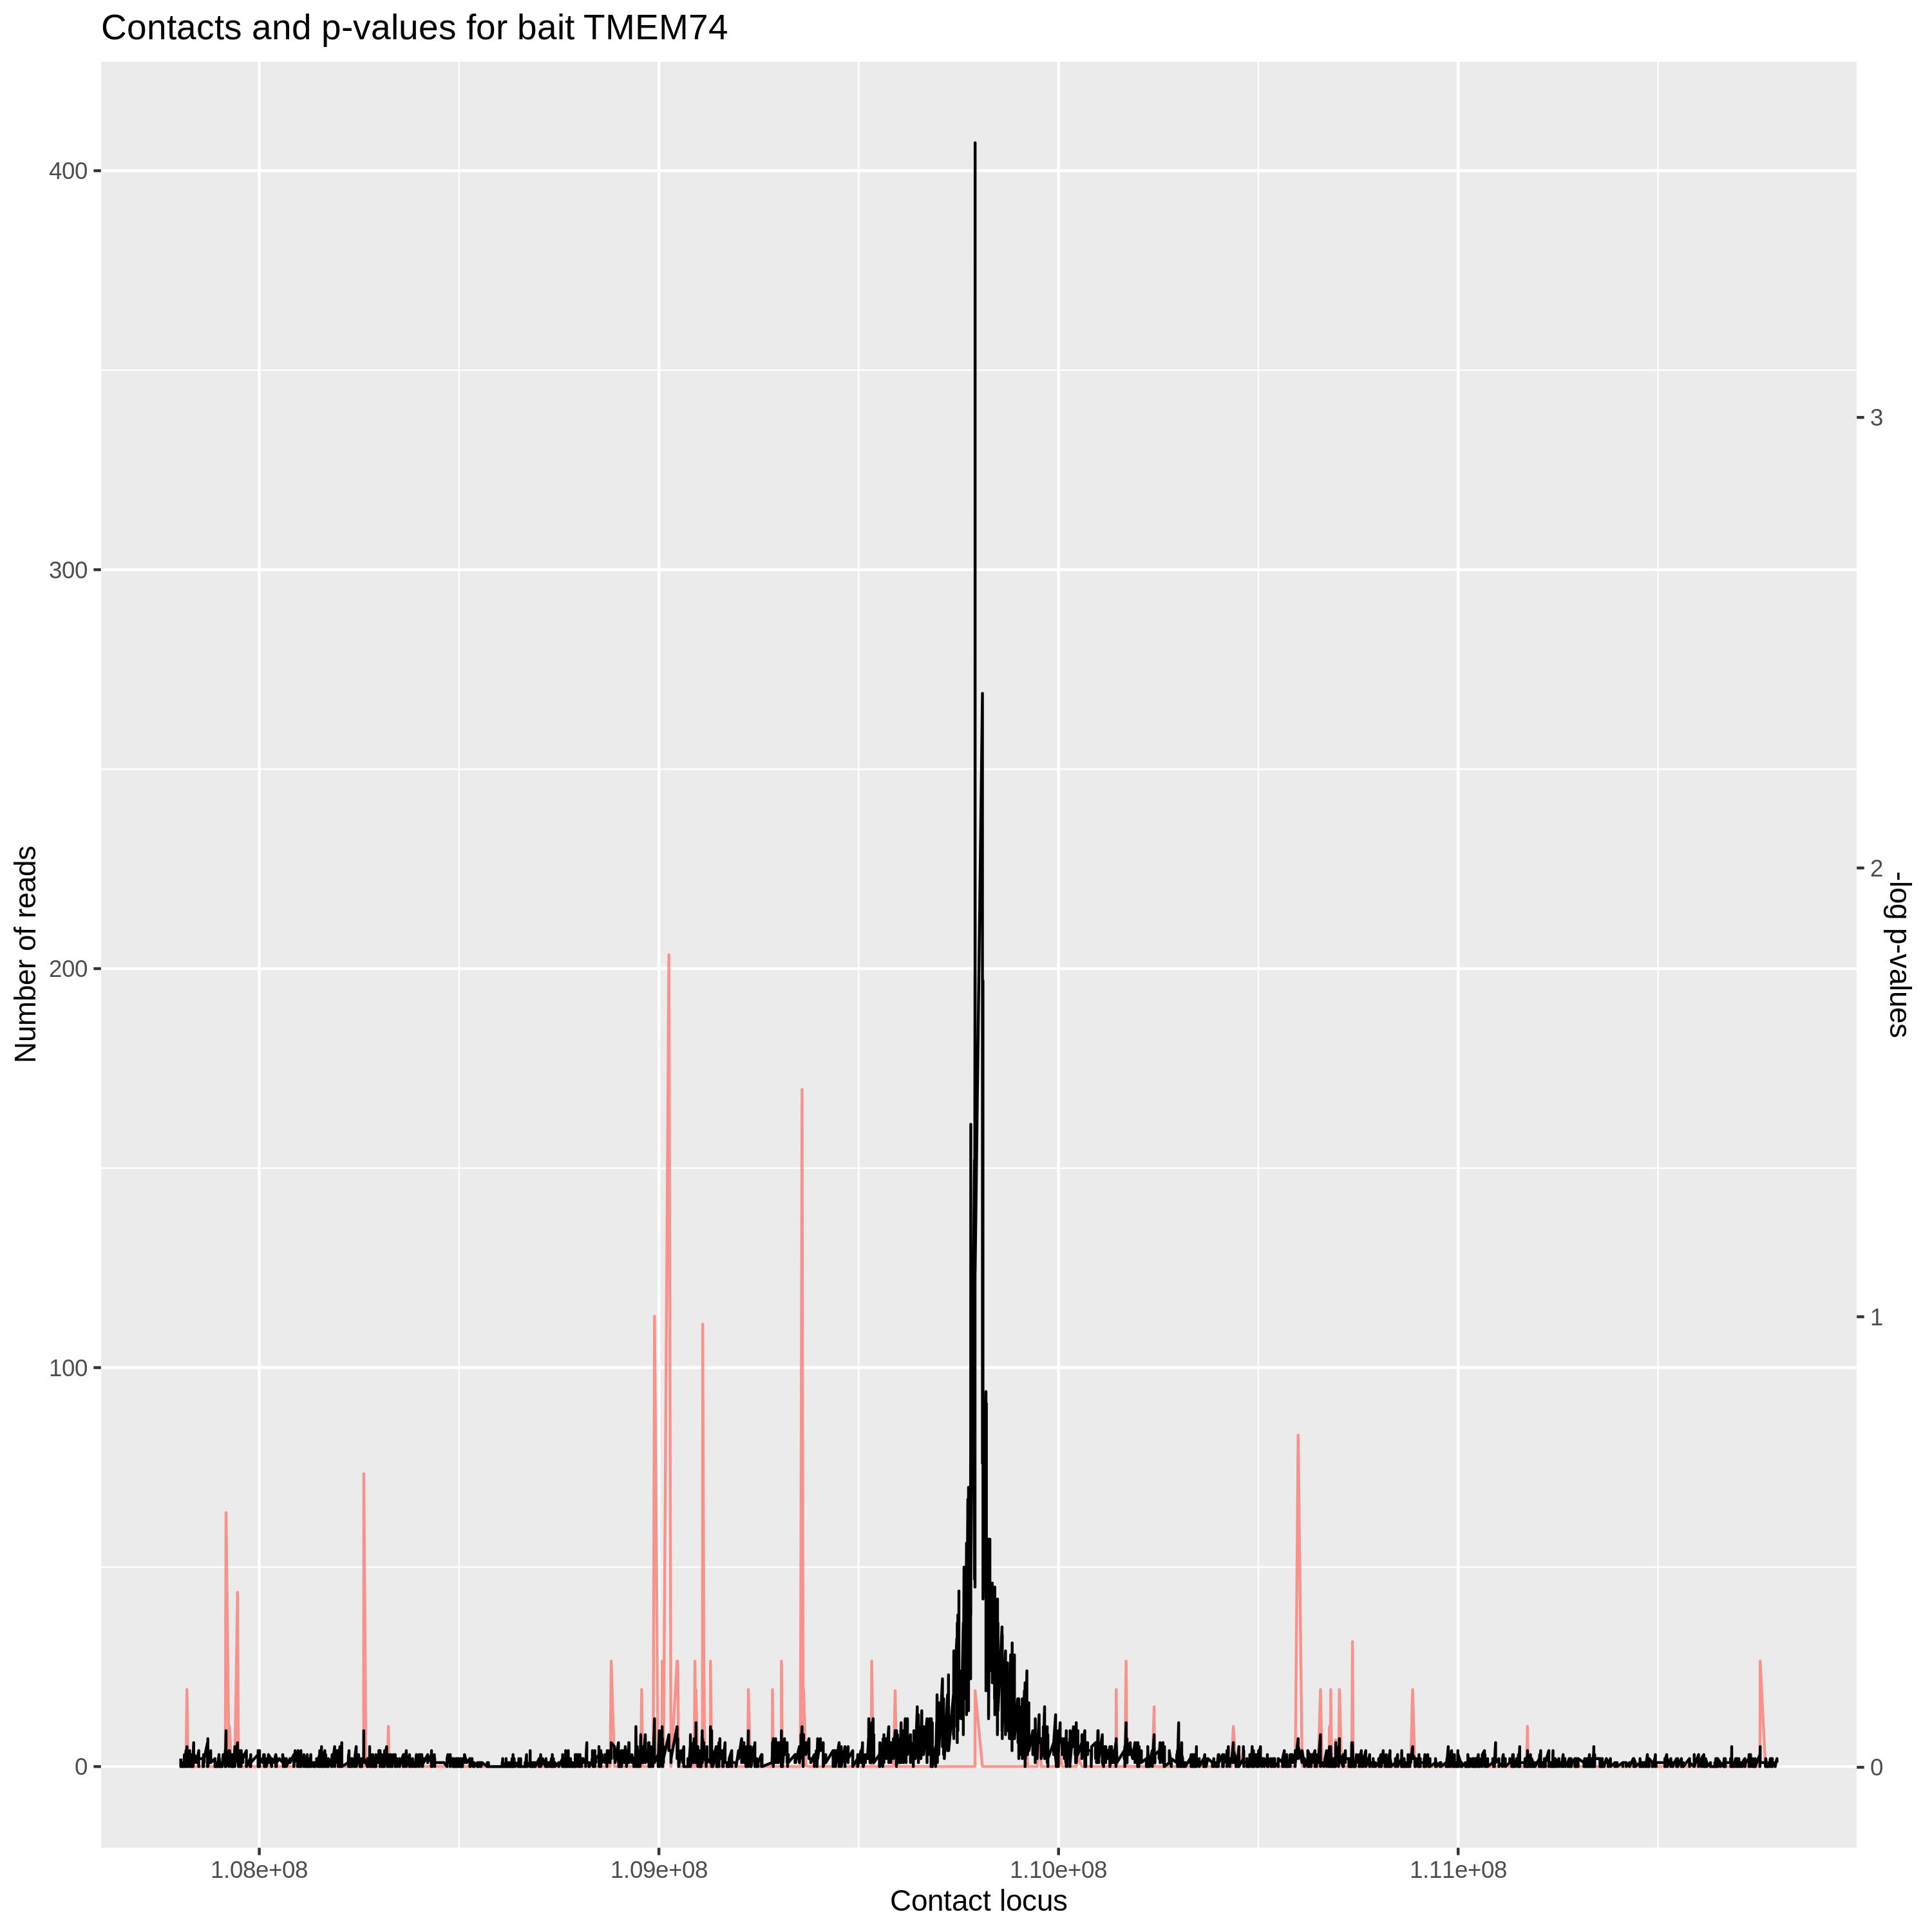 Contacts and p-values for bait TMEM74
400
300
200
100
0
Number of reads
3
2
1
0
-log p-values
1.08e+08
1.09e+08
1.10e+08
1.11e+08
Contact locus